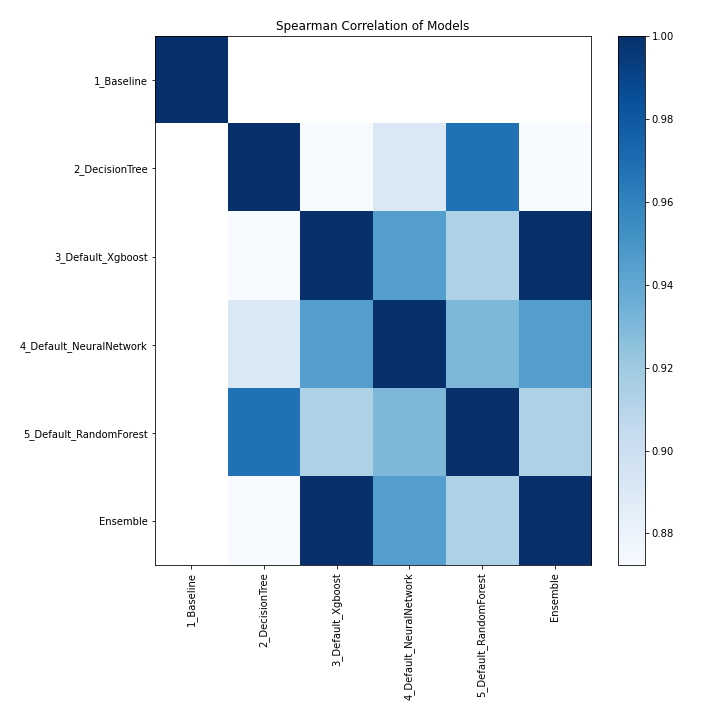 Spearman Correlation of Models
1_Baseline
2_DecisionTree
3_Default_Xgboost
4_Default_NeuralNetwork
5_Default_RandomForest
Ensemble
1_Baseline
2_DecisionTree
3_Default_Xgboost
4_Default_NeuralNetwork
5_Default_RandomForest
Ensemble
1.00
0.98
0.96
0.94
0.92
0.90
0.88